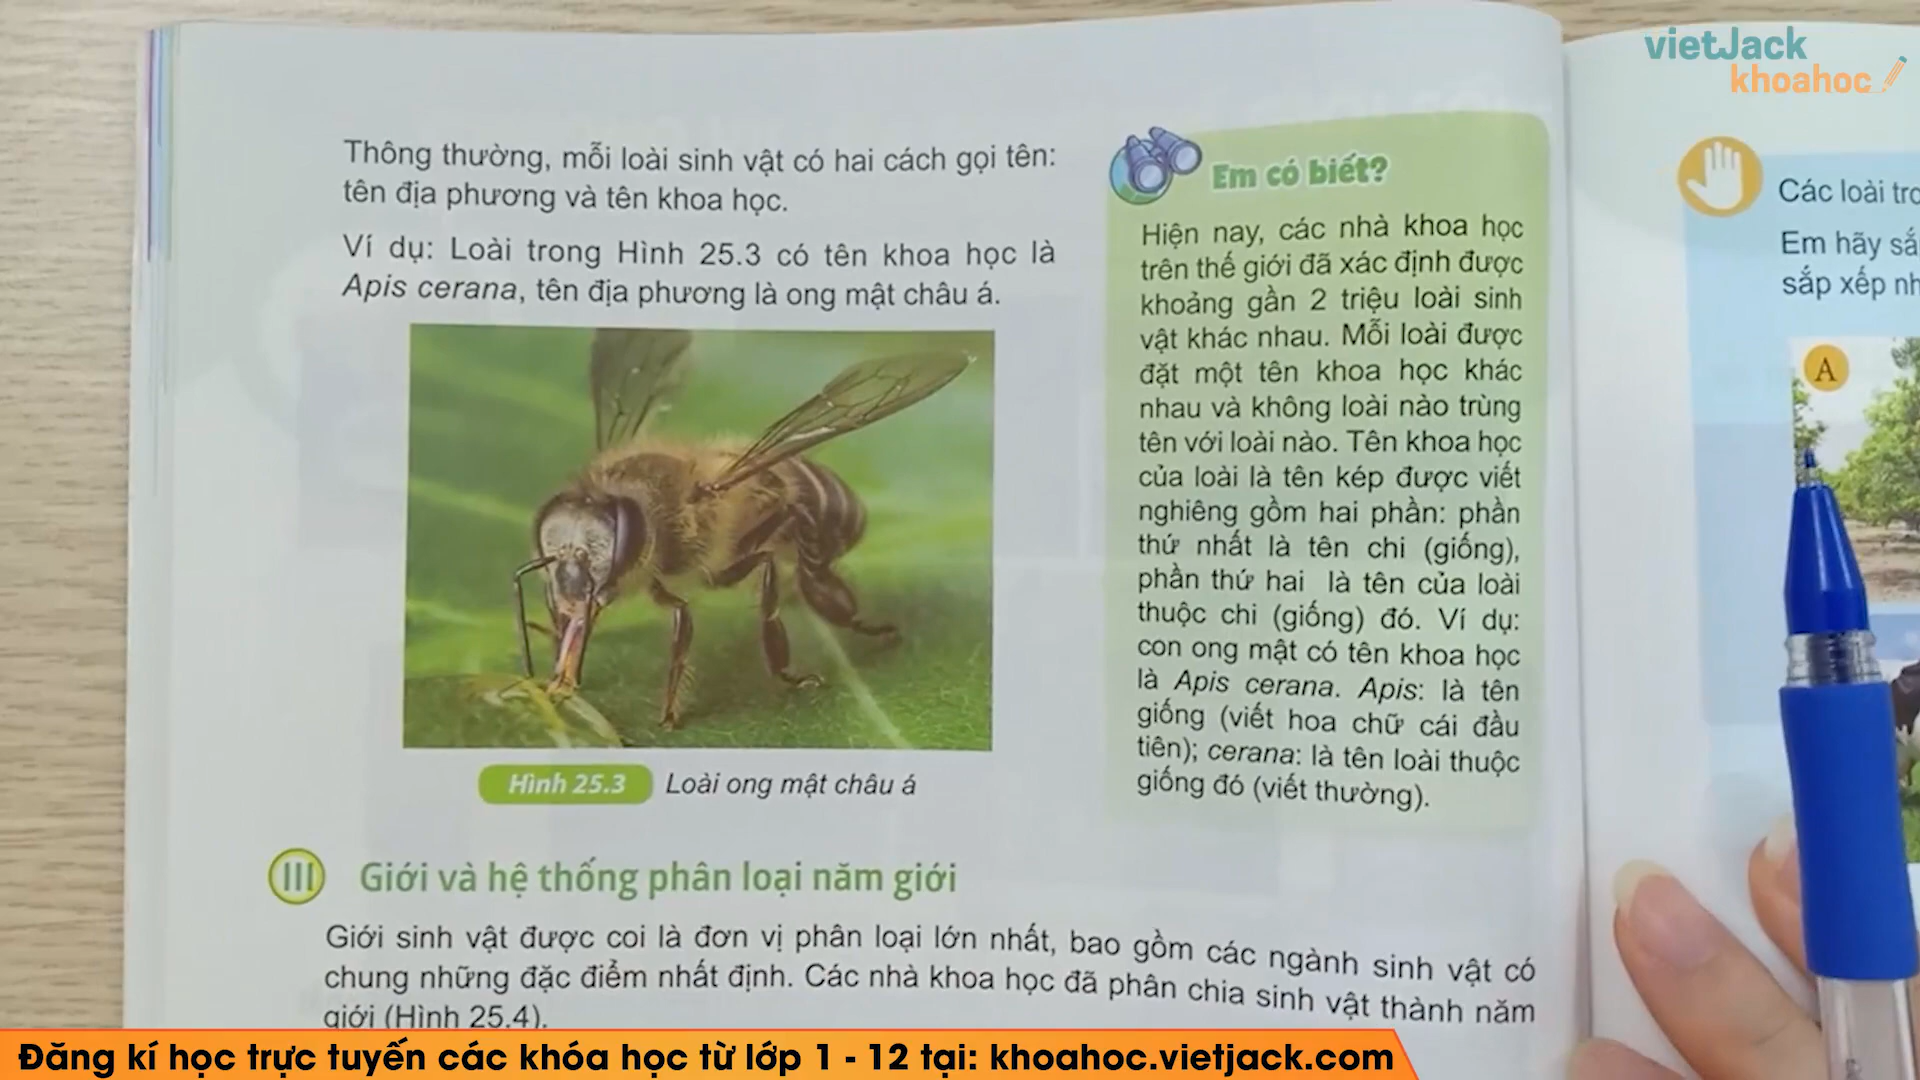 vietJack
khoahoc
Thông thường, mỗi loài sinh vật có hai cách gọi tên:
tên địa phương và tên khoa học.
Ví dụ: Loài trong Hình 25.3 có tên khoa học là
Apis cerana, tên địa phương là ong mật châu á.
Hình 25.3 Loài ong mật châu á
Em có biết?
Hiện nay, các nhà khoa học
trên thế giới đã xác định được
khoảng gần 2 triệu loài sinh
vật khác nhau. Mỗi loài được
đặt một tên khoa học khác
nhau và không loài nào trùng
tên với loài nào. Tên khoa học
của loài là tên kép được viết
nghiêng gồm hai phần: phần
thứ nhất là tên chi (giống),
phần thứ hai là tên của loài
thuộc chi (giống) đó. Ví dụ:
con ong mật có tên khoa học
là Apis cerana. Apis: là tên
giống (viết hoa chữ cái đầu
tiên); cerana: là tên loài thuộc
giống đó (viết thường).
III Giới và hệ thống phân loại năm giới
Giới sinh vật được coi là đơn vị phân loại lớn nhất, bao gồm các ngành sinh vật có
chung những đặc điểm nhất định. Các nhà khoa học đã phân chia sinh vật thành năm
giới (Hình 25.4).
Các loài
Em hãy
sắp xếp
A
Đăng kí học trực tuyến các khóa học từ lớp 1 - 12 tại: khoahoc.vietjack.com